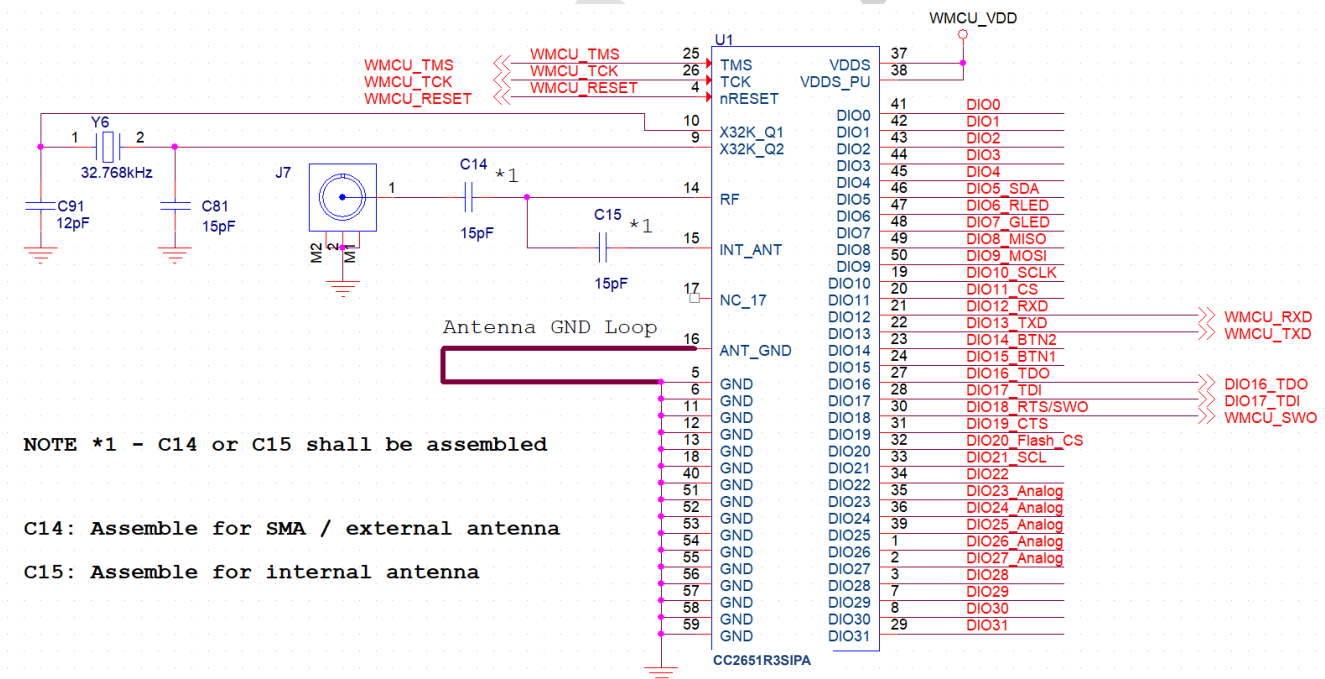 WMCU_VDD
U1
WMCU_TMS WMCU_TMS 25 TMS VDDS 37
WMCU_TCK WMCU_TCK 26 TCK VDDS_PU 38
WMCU_RESET WMCU_RESET 4 nRESET
DIO0 41 DIO0
Y6 10 X32K_Q1 DIO1 42 DIO1
1 2 9 X32K_Q2 DIO2 43 DIO2
32.768kHz DIO3 44 DIO3
J7 C14 *1 DIO4 45 DIO4
1 14 RF DIO5 46 DIO5_SDA
C91 C81 C15 *1 DIO6 47 DIO6_RLED
12pF 15pF 15pF DIO7 48 DIO7_GLED
M2 2 M1 15 INT_ANT DIO8 49 DIO8_MISO
DIO9 50 DIO9_MOSI
15pF DIO10 19 DIO10_SCLK
17 NC_17 DIO11 20 DIO11_CS
DIO12 21 DIO12_RXD WMCU_RXD
Antenna GND Loop DIO13 22 DIO13_TXD WMCU_TXD
16 ANT_GND DIO14 23 DIO14_BTN2
DIO15 24 DIO15_BTN1
5 GND DIO16 27 DIO16_TDO DIO16_TDO
6 GND DIO17 28 DIO17_TDI DIO17_TDI
11 GND DIO18 30 DIO18_RTS/SWO WMCU_SWO
12 GND DIO19 31 DIO19_CTS
13 GND DIO20 32 DIO20_Flash_CS
18 GND DIO21 33 DIO21_SCL
40 GND DIO22 34 DIO22
51 GND DIO23 35 DIO23_Analog
52 GND DIO24 36 DIO24_Analog
53 GND DIO25 39 DIO25_Analog
54 GND DIO26 1 DIO26_Analog
55 GND DIO27 2 DIO27_Analog
56 GND DIO28 3 DIO28
57 GND DIO29 7 DIO29
58 GND DIO30 8 DIO30
59 GND DIO31 29 DIO31
CC2651R3SIPA
NOTE *1 - C14 or C15 shall be assembled
C14: Assemble for SMA / external antenna
C15: Assemble for internal antenna